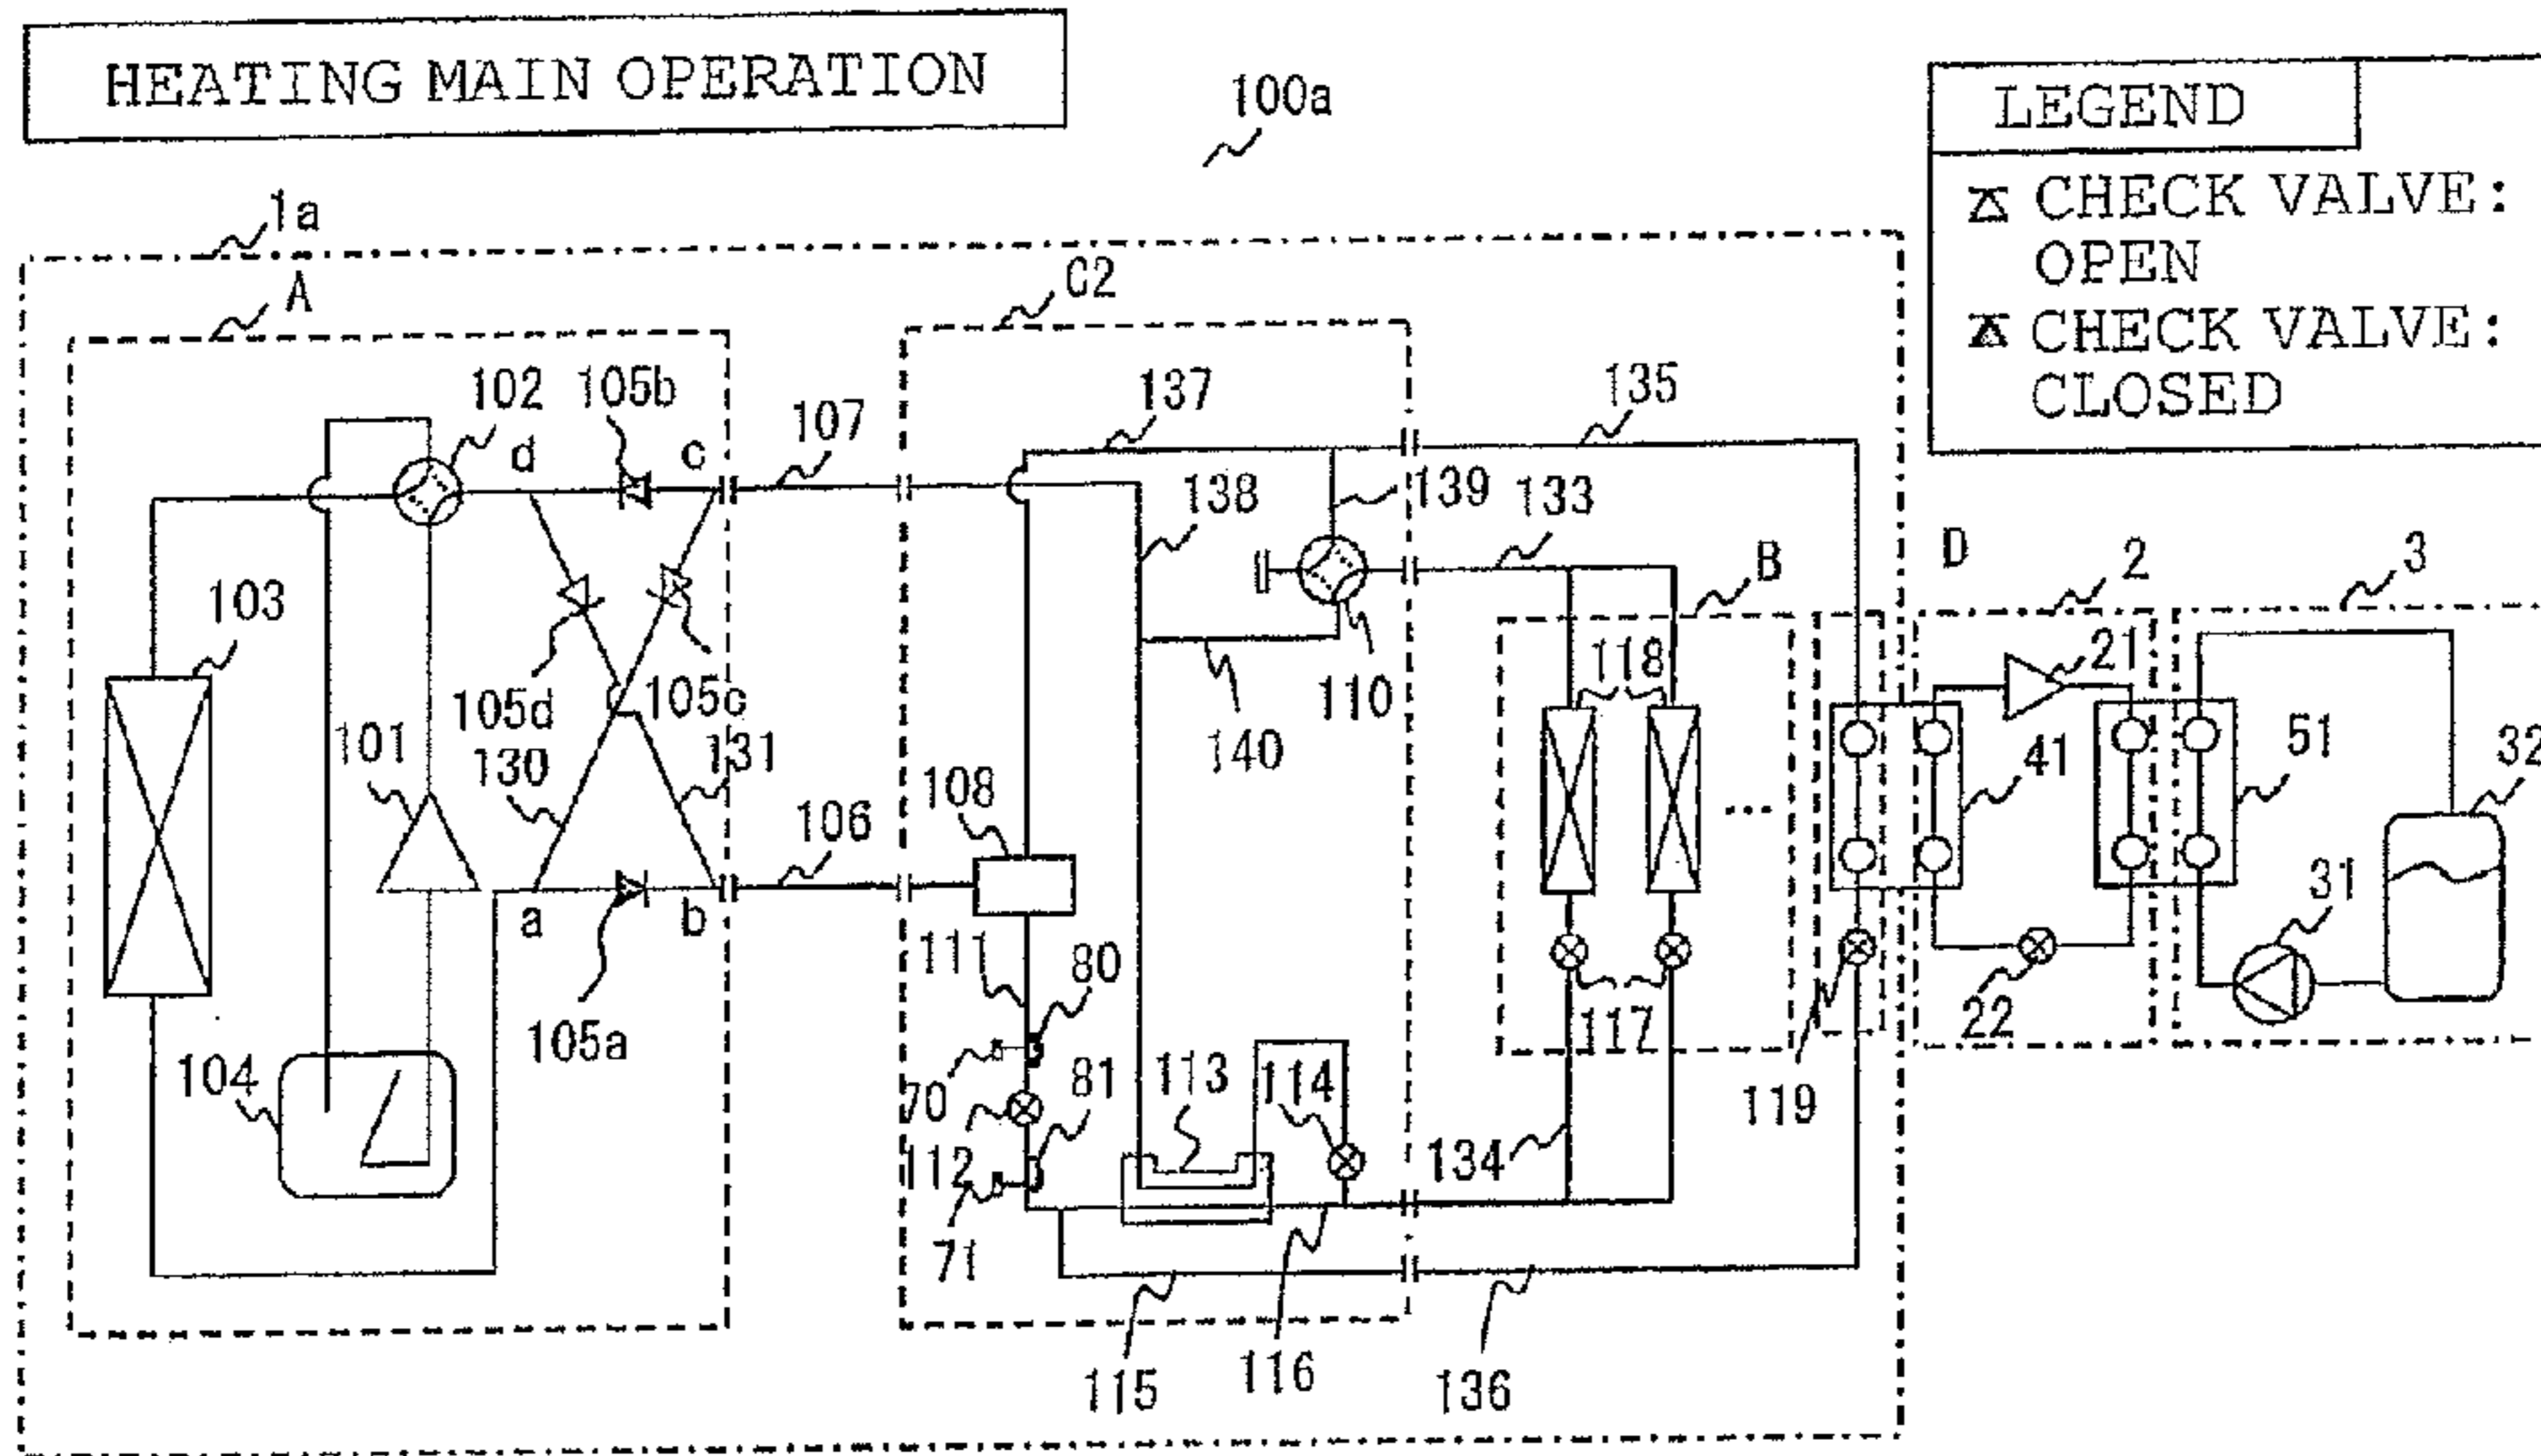 HEATING MAIN OPERATION
100a
LEGEND
CHECK VALVE:
OPEN
CHECK VALVE:
CLOSED
1a
A
C2
102
105b
107
137
135
d
c
138
139
133
B
D
2
3
103
105d
105c
110
118
21
101
130
131
140
41
51
32
108
106
a
b
111
80
31
105a
70
81
113
114
117
22
104
112
134
119
71
115
116
136